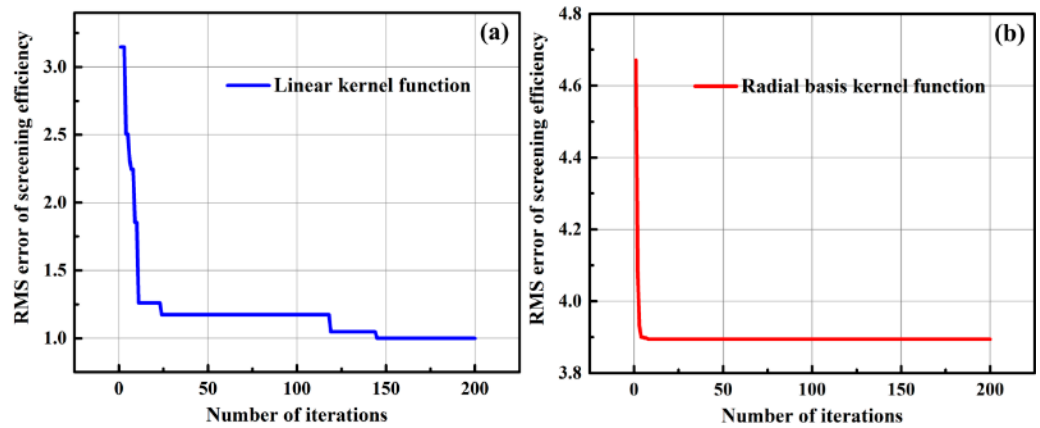 (a)
Linear kernel function
RMS error of screening efficiency
3.0
2.5
2.0
1.5
1.0
0
50
100
150
200
Number of iterations
(b)
Radial basis kernel function
RMS error of screening efficiency
4.8
4.6
4.4
4.2
4.0
3.8
0
50
100
150
200
Number of iterations